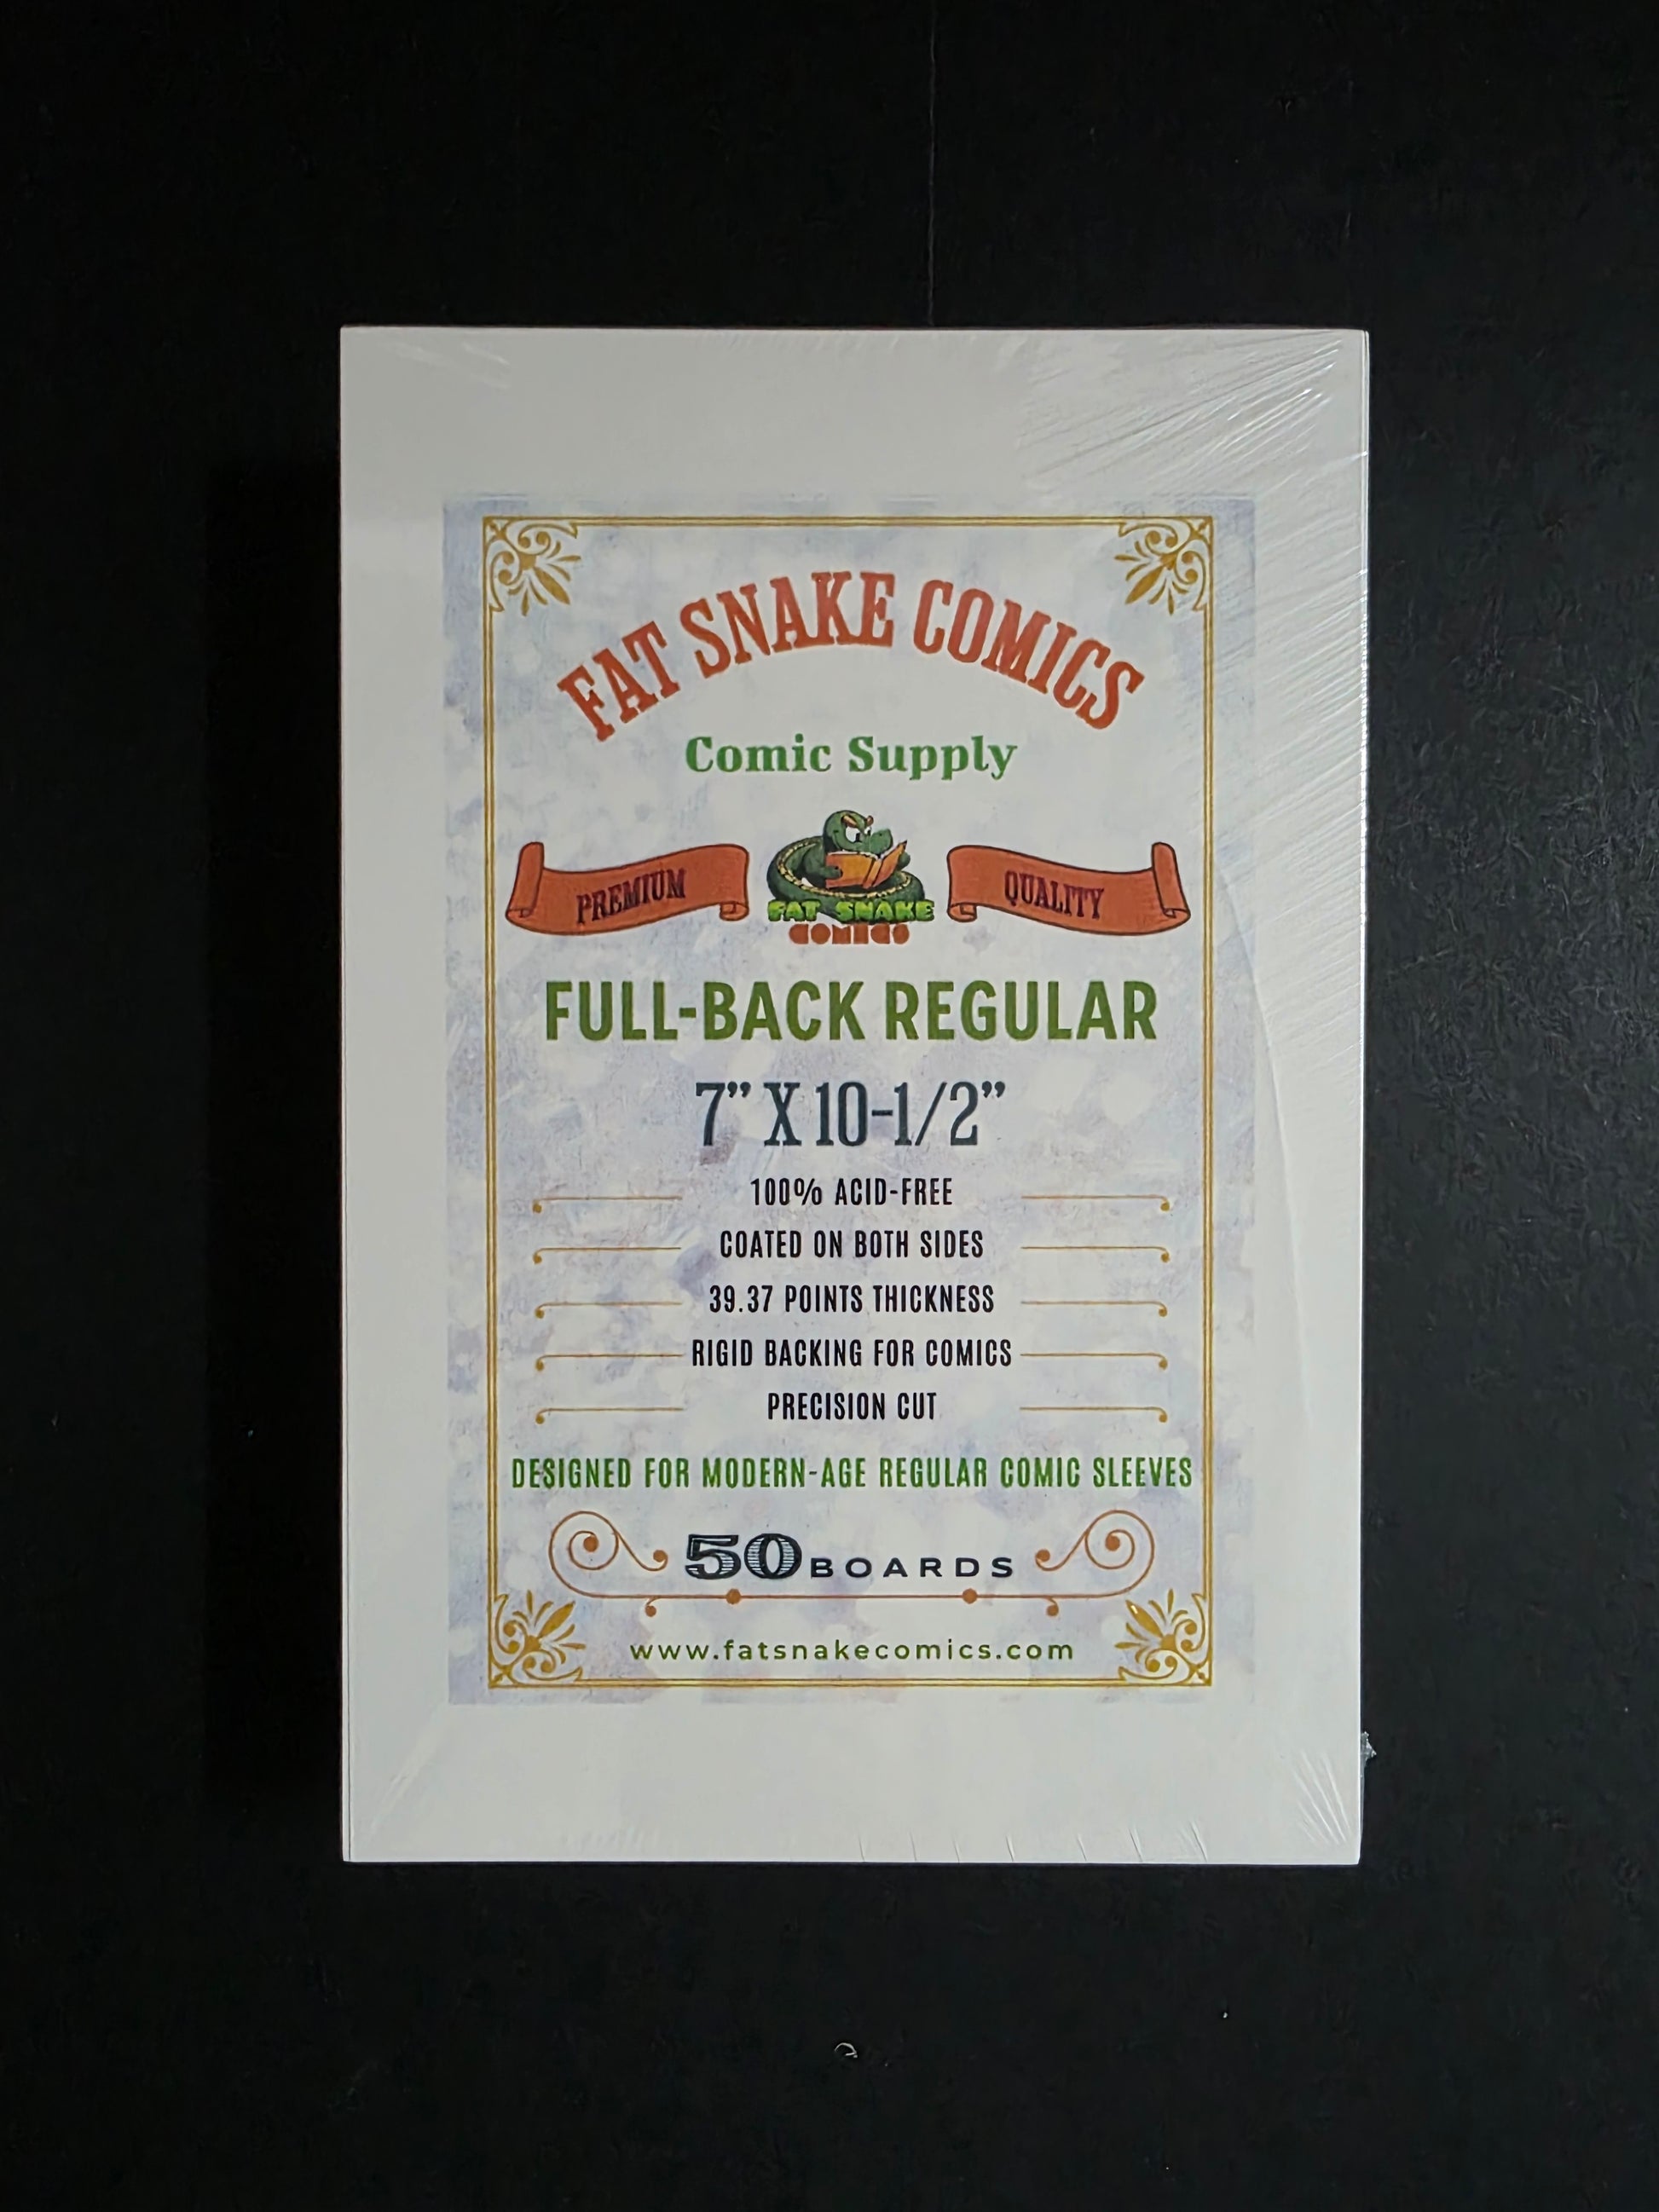 FAT SNAKE COMICS
Comic Supply
PREMIUM
FAT SNAKE
COMICS
QUALITY
FULL-BACK REGULAR
7” X 10-1/2”
100% ACID-FREE
COATED ON BOTH SIDES
39.37 POINTS THICKNESS
RIGID BACKING FOR COMICS
PRECISION CUT
DESIGNED FOR MODERN-AGE REGULAR COMIC SLEEVES
50 BOARDS
www.fatsnakecomics.com